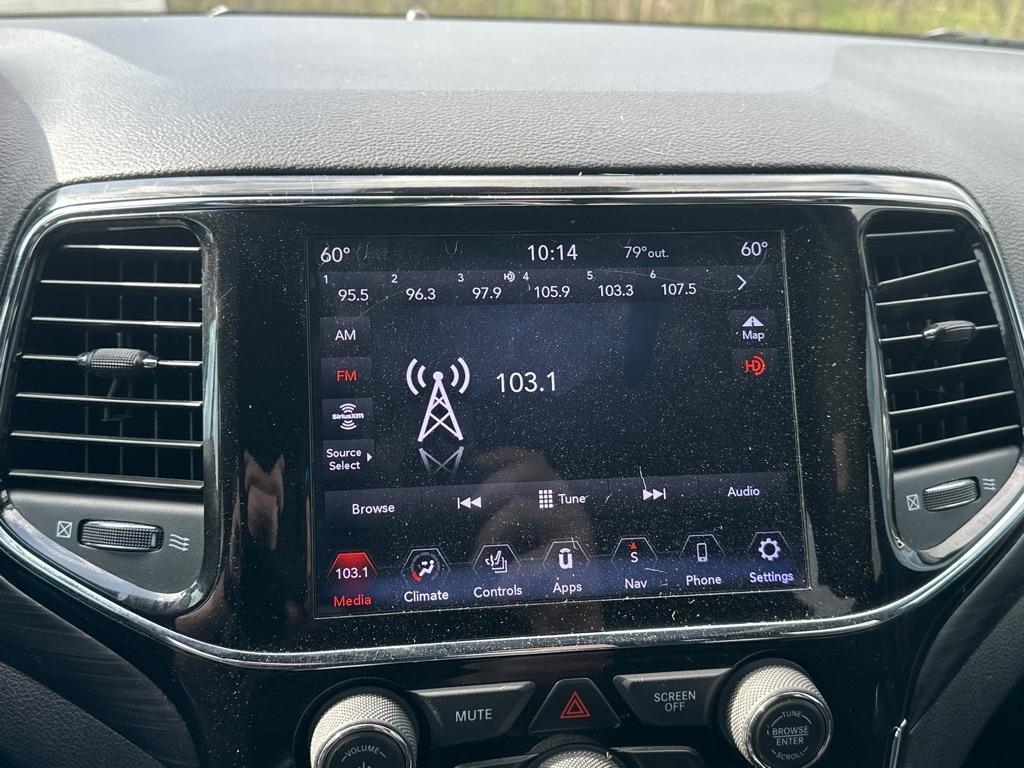 60° 10:14 79°out. 60°
1 2 3 HD 4 5 6
95.5 96.3 97.9 105.9 103.3 107.5 >
AM
Map
FM
HD
103.1
SiriusXM
Source
Select
Browse Tune Audio
103.1 S
Media Climate Controls Apps Nav Phone Settings
MUTE SCREEN
OFF
VOLUME
TUNE
BROWSE
ENTER
SCROLL